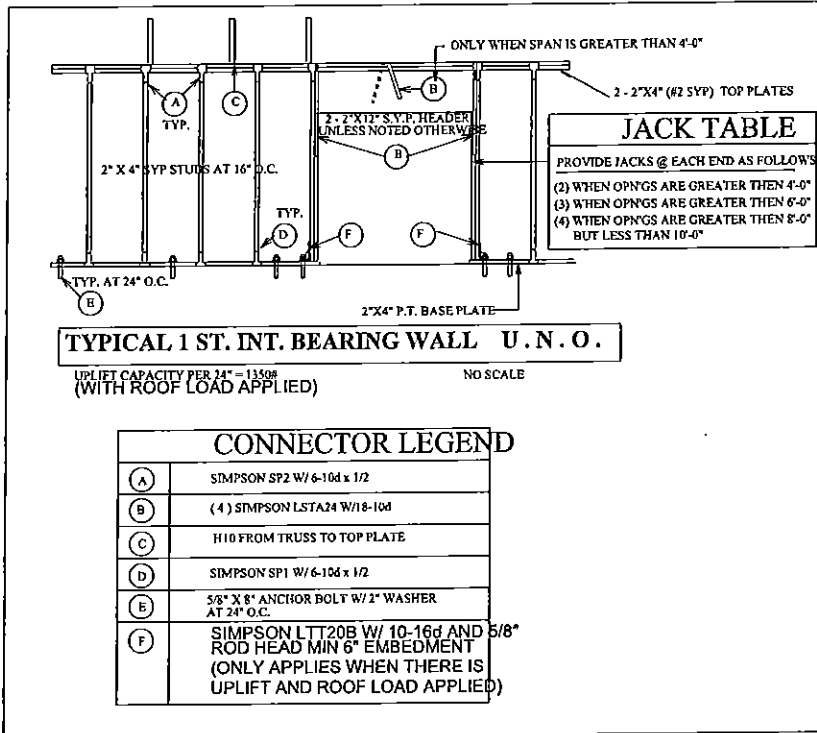 ONLY WHEN SPAN IS GREATER THAN 4'-0"
B
A
TYP.
C
2 - 2"X4" (#2 SYP) TOP PLATES
2 - 2"X12" S.Y.P. HEADER
UNLESS NOTED OTHERWISE
B
2" X 4" SYP STUDS AT 16" O.C.
JACK TABLE
PROVIDE JACKS @ EACH END AS FOLLOWS
(2) WHEN OPN'GS ARE GREATER THEN 4'-0"
(3) WHEN OPN'GS ARE GREATER THEN 6'-0"
(4) WHEN OPN'GS ARE GREATER THEN 8'-0"
BUT LESS THAN 10'-0"
TYP.
D
F
F
TYP. AT 24" O.C.
E
2"X4" P.T. BASE PLATE
TYPICAL 1 ST. INT. BEARING WALL U.N.O.
UPLIFT CAPACITY PER 24" = 1350#
(WITH ROOF LOAD APPLIED)
NO SCALE
CONNECTOR LEGEND
A SIMPSON SP2 W/ 6-10d x 1/2
B ( 4 ) SIMPSON LSTA24 W/18-10d
C H10 FROM TRUSS TO TOP PLATE
D SIMPSON SP1 W/ 6-10d x 1/2
E 5/8" X 8" ANCHOR BOLT W/ 2" WASHER
AT 24" O.C.
F SIMPSON LTT20B W/ 10-16d AND 5/8"
ROD HEAD MIN 6" EMBEDMENT
(ONLY APPLIES WHEN THERE IS
UPLIFT AND ROOF LOAD APPLIED)